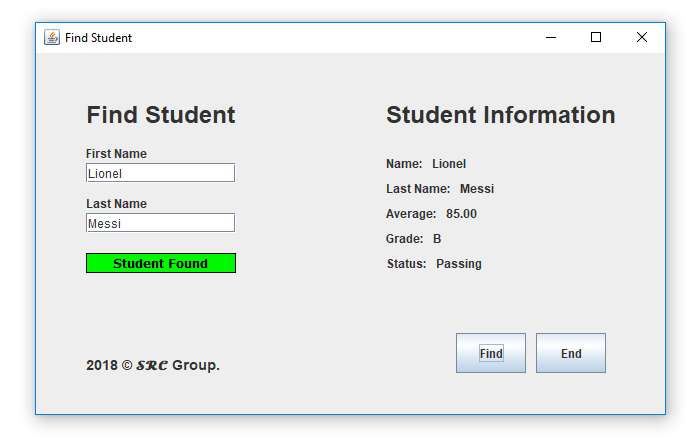 Find Student
Find Student
First Name
Lionel
Last Name
Messi
Student Found
2018 © 𝓢𝓡𝓒 Group.
Student Information
Name: Lionel
Last Name: Messi
Average: 85.00
Grade: B
Status: Passing
Find
End